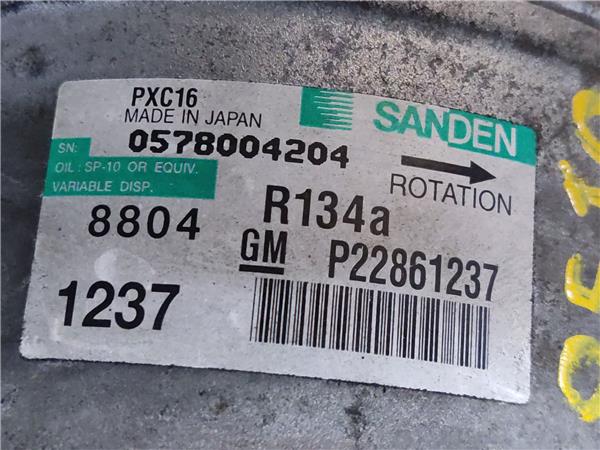 PXC16
MADE IN JAPAN
SANDEN
SN: 0578004204
OIL : SP-10 OR EQUIV.
VARIABLE DISP.
ROTATION
8804
R134a
GM P22861237
1237